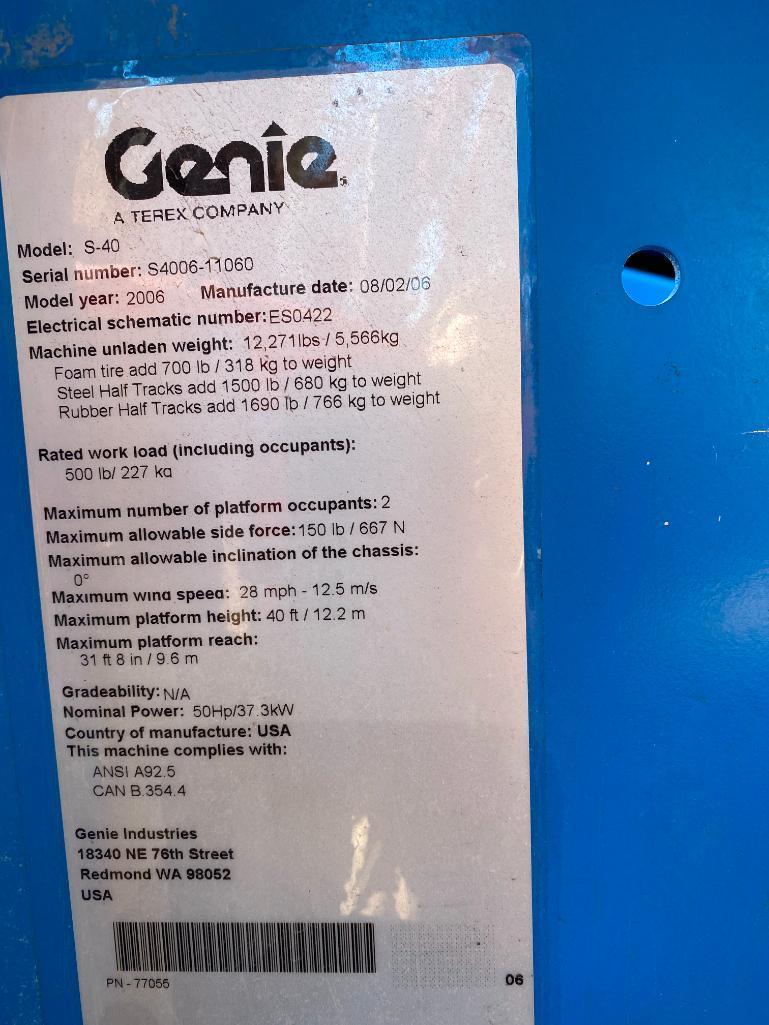 Genie
A TEREX COMPANY
Model: S-40
Serial number: S4006-11060
Model year: 2006 Manufacture date: 08/02/06
Electrical schematic number: ES0422
Machine unladen weight: 12,271lbs / 5,566kg
Foam tire add 700 lb / 318 kg to weight
Steel Half Tracks add 1500 lb / 680 kg to weight
Rubber Half Tracks add 1690 lb / 766 kg to weight
Rated work load (including occupants):
500 lb/ 227 kg
Maximum number of platform occupants: 2
Maximum allowable side force: 150 lb / 667 N
Maximum allowable inclination of the chassis:
0°
Maximum wind speed: 28 mph - 12.5 m/s
Maximum platform height: 40 ft / 12.2 m
Maximum platform reach:
31 ft 8 in / 9.6 m
Gradeability: N/A
Nominal Power: 50Hp/37.3kW
Country of manufacture: USA
This machine complies with:
ANSI A92.5
CAN B.354.4
Genie Industries
18340 NE 76th Street
Redmond WA 98052
USA
PN - 77055
06